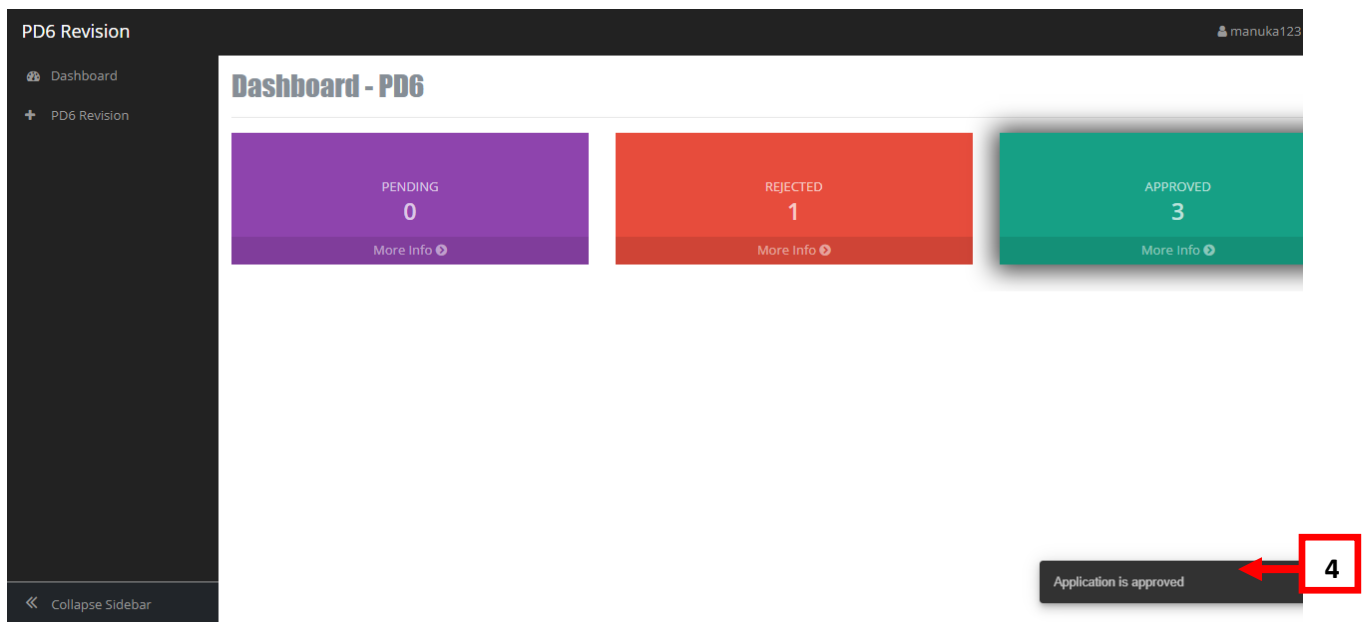 PD6 Revision
manuka123
Dashboard
PD6 Revision
Dashboard - PD6
PENDING
0
More Info
REJECTED
1
More Info
APPROVED
3
More Info
Application is approved
4
Collapse Sidebar